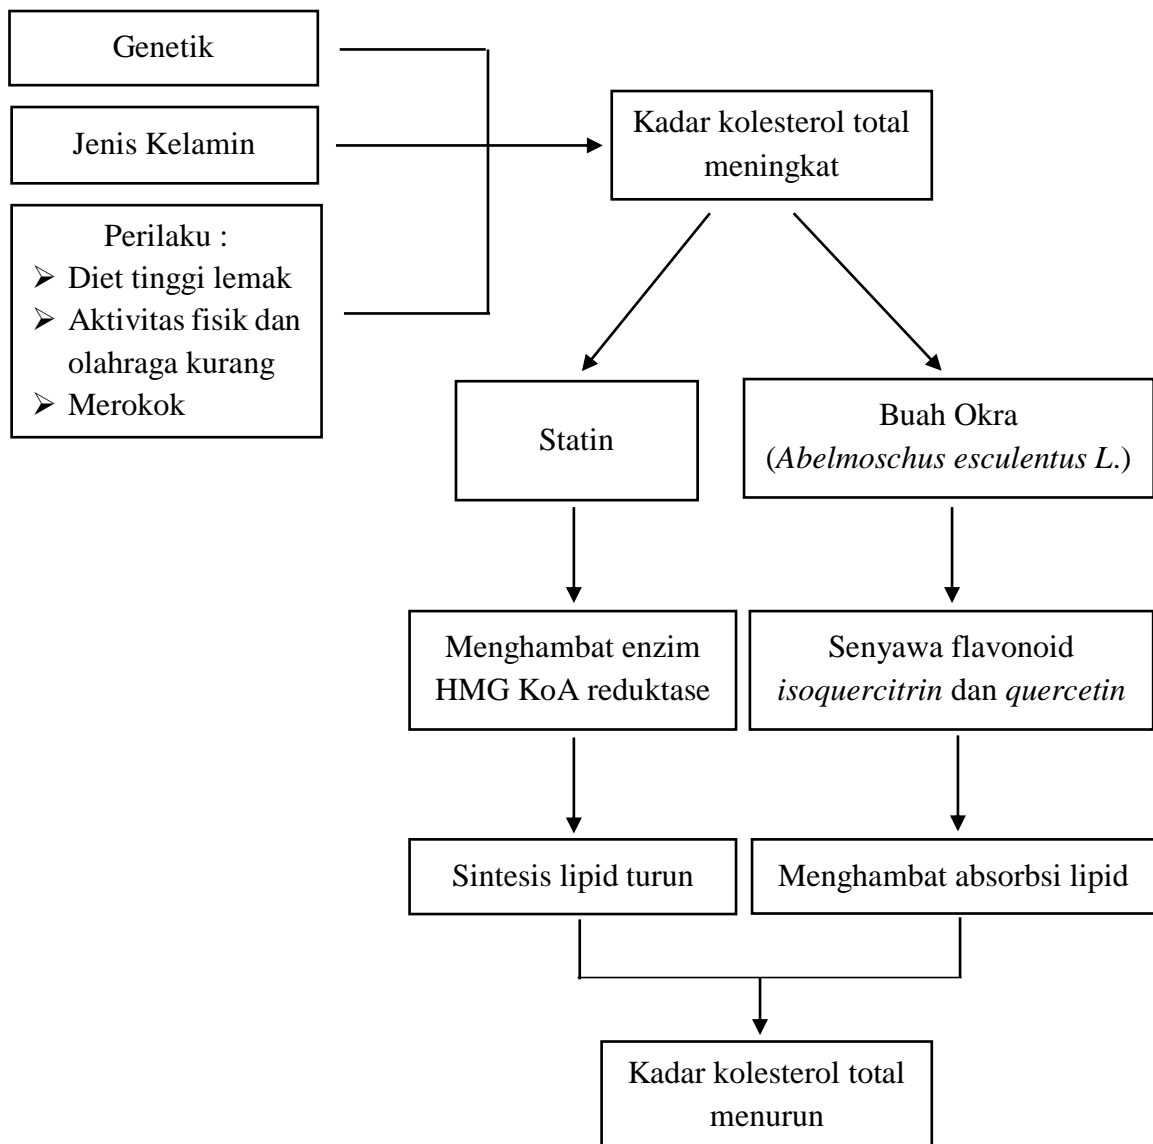 Genetik
Jenis Kelamin
Perilaku :
➢ Diet tinggi lemak
➢ Aktivitas fisik dan
olahraga kurang
➢ Merokok
Kadar kolesterol total
meningkat
Statin
Buah Okra
(Abelmoschus esculentus L.)
Menghambat enzim
HMG KoA reduktase
Senyawa flavonoid
isoquercitrin dan quercetin
Sintesis lipid turun
Menghambat absorbsi lipid
Kadar kolesterol total
menurun